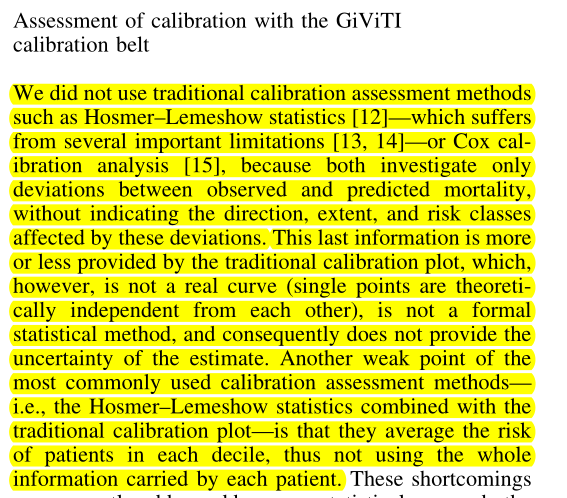 Assessment of calibration with the GiViTI
calibration belt
We did not use traditional calibration assessment methods
such as Hosmer–Lemeshow statistics [12]—which suffers
from several important limitations [13, 14]—or Cox cal-
ibration analysis [15], because both investigate only
deviations between observed and predicted mortality,
without indicating the direction, extent, and risk classes
affected by these deviations. This last information is more
or less provided by the traditional calibration plot, which,
however, is not a real curve (single points are theoreti-
cally independent from each other), is not a formal
statistical method, and consequently does not provide the
uncertainty of the estimate. Another weak point of the
most commonly used calibration assessment methods—
i.e., the Hosmer–Lemeshow statistics combined with the
traditional calibration plot—is that they average the risk
of patients in each decile, thus not using the whole
information carried by each patient. These shortcomings